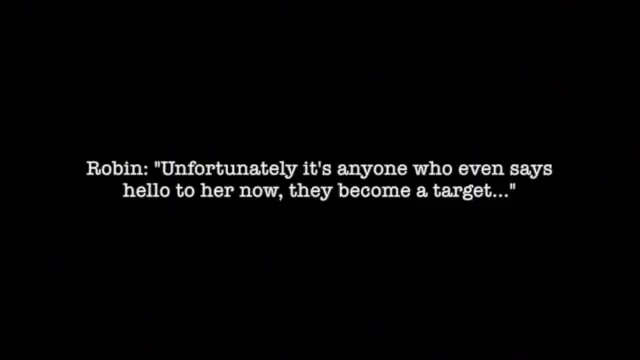 Robin: "Unfortunately it's anyone who even says
hello to her now, they become a target..."